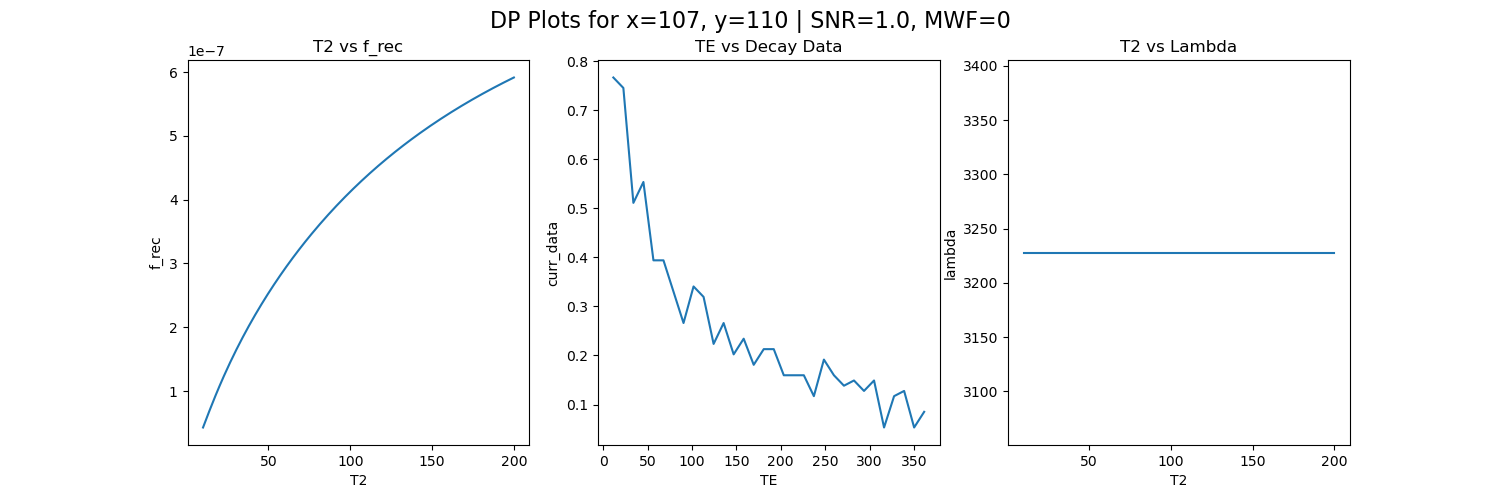 DP Plots for x=107, y=110 | SNR=1.0, MWF=0
T2 vs f_rec
1e−7
6
5
4
3
2
1
f_rec
50 100 150 200
T2
TE vs Decay Data
0.8
0.7
0.6
0.5
0.4
0.3
0.2
0.1
curr_data
0 50 100 150 200 250 300 350
TE
T2 vs Lambda
3400
3350
3300
3250
3200
3150
3100
lambda
50 100 150 200
T2